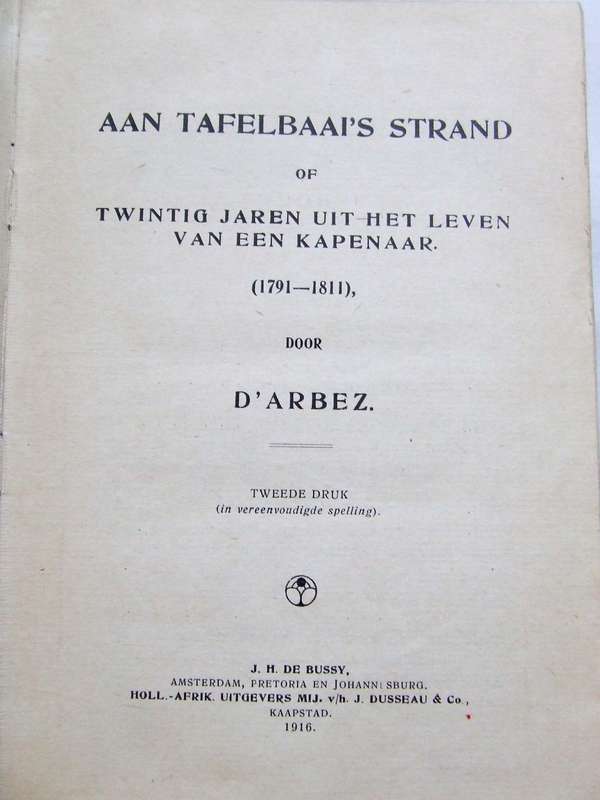 AAN TAFELBAAI'S STRAND
OF
TWINTIG JAREN UIT HET LEVEN
VAN EEN KAPENAAR.
(1791—1811),
DOOR
D'ARBEZ.
TWEEDE DRUK
(in vereenvoudigde spelling).
J. H. DE BUSSY,
AMSTERDAM, PRETORIA EN JOHANNESBURG.
HOLL.-AFRIK. UITGEVERS MIJ. v/h. J. DUSSEAU & Co.,
KAAPSTAD.
1916.